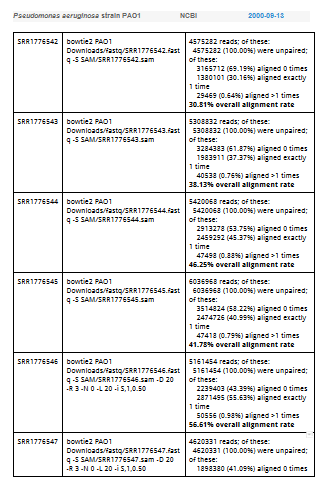 Pseudomonas aeruginosa strain PAO1 NCBI 2000-09-13
SRR1776542
bowtie2 PAO1
Downloads/fastq/SRR1776542.fast
q -S SAM/SRR1776542.sam
4575282 reads; of these:
4575282 (100.00%) were unpaired;
of these:
3165712 (69.19%) aligned 0 times
1380101 (30.16%) aligned exactly
1 time
29469 (0.64%) aligned >1 times
30.81% overall alignment rate
SRR1776543
bowtie2 PAO1
Downloads/fastq/SRR1776543.fast
q -S SAM/SRR1776543.sam
5308832 reads; of these:
5308832 (100.00%) were unpaired;
of these:
3284383 (61.87%) aligned 0 times
1983911 (37.37%) aligned exactly
1 time
40538 (0.76%) aligned >1 times
38.13% overall alignment rate
SRR1776544
bowtie2 PAO1
Downloads/fastq/SRR1776544.fast
q -S SAM/SRR1776544.sam
5420068 reads; of these:
5420068 (100.00%) were unpaired;
of these:
2913278 (53.75%) aligned 0 times
2459292 (45.37%) aligned exactly
1 time
47498 (0.88%) aligned >1 times
46.25% overall alignment rate
SRR1776545
bowtie2 PAO1
Downloads/fastq/SRR1776545.fast
q -S SAM/SRR1776545.sam
6036968 reads; of these:
6036968 (100.00%) were unpaired;
of these:
3514824 (58.22%) aligned 0 times
2474726 (40.99%) aligned exactly
1 time
47418 (0.79%) aligned >1 times
41.78% overall alignment rate
SRR1776546
bowtie2 PAO1
Downloads/fastq/SRR1776546.fast
q -S SAM/SRR1776546.sam -D 20
-R 3 -N 0 -L 20 -i S,1,0.50
5161454 reads; of these:
5161454 (100.00%) were unpaired;
of these:
2239403 (43.39%) aligned 0 times
2871495 (55.63%) aligned exactly
1 time
50556 (0.98%) aligned >1 times
56.61% overall alignment rate
SRR1776547
bowtie2 PAO1
Downloads/fastq/SRR1776547.fast
q -S SAM/SRR1776547.sam -D 20
-R 3 -N 0 -L 20 -i S,1,0.50
4620331 reads; of these:
4620331 (100.00%) were unpaired;
of these:
1898380 (41.09%) aligned 0 times